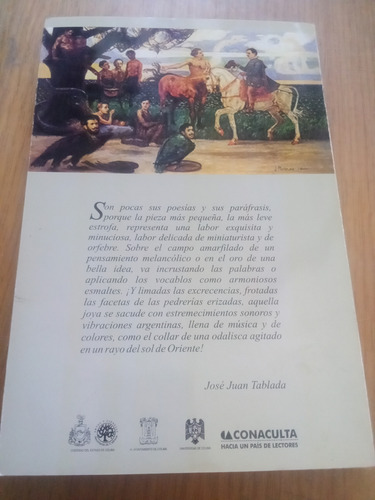 Son pocas sus poesías y sus paráfrasis,
porque la pieza más pequeña, la más leve
estrofa, representa una labor exquisita y
minuciosa, labor delicada de miniaturista y de
orfebre. Sobre el campo amarfilado de un
pensamiento melancólico o en el oro de una
bella idea, va incrustando las palabras o
aplicando los vocablos como armoniosos
esmaltes. ¡Y limadas las excrecencias, frotadas
las facetas de las pedrerías erizadas, aquella
joya se sacude con estremecimientos sonoros y
vibraciones argentinas, llena de música y de
colores, como el collar de una odalisca agitado
en un rayo del sol de Oriente!
José Juan Tablada
CONACULTA
HACIA UN PAÍS DE LECTORES
UNIVERSIDAD DE COLIMA